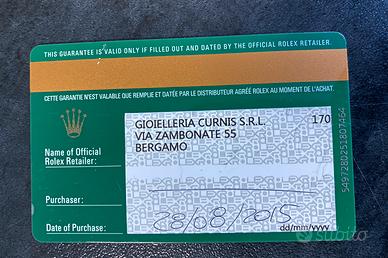 THIS GUARANTEE IS VALID ONLY IF FILLED OUT AND DATED BY THE OFFICIAL ROLEX RETAILER.
CETTE GARANTIE N'EST VALABLE QUE REMPLIE ET DATÉE PAR LE DISTRIBUTEUR AGRÉÉ ROLEX AU MOMENT DE L'ACHAT.
GIOIELLERIA CURNIS S.R.L. 170
VIA ZAMBONATE 55
BERGAMO
Name of Official
Rolex Retailer:
Purchaser:
28/08/2015
Date of Purchase:
dd/mm/yyyy
5497280251807464
subito